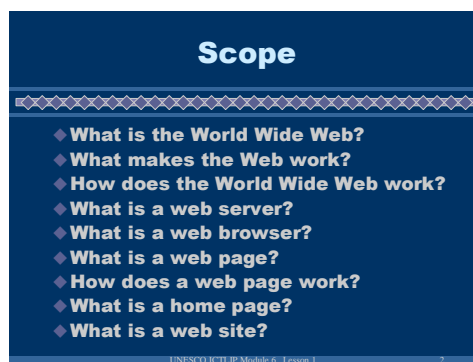 Scope
What is the World Wide Web?
What makes the Web work?
How does the World Wide Web work?
What is a web server?
What is a web browser?
What is a web page?
How does a web page work?
What is a home page?
What is a web site?
UNESCO ICTLIP Module 6. Lesson 1
2